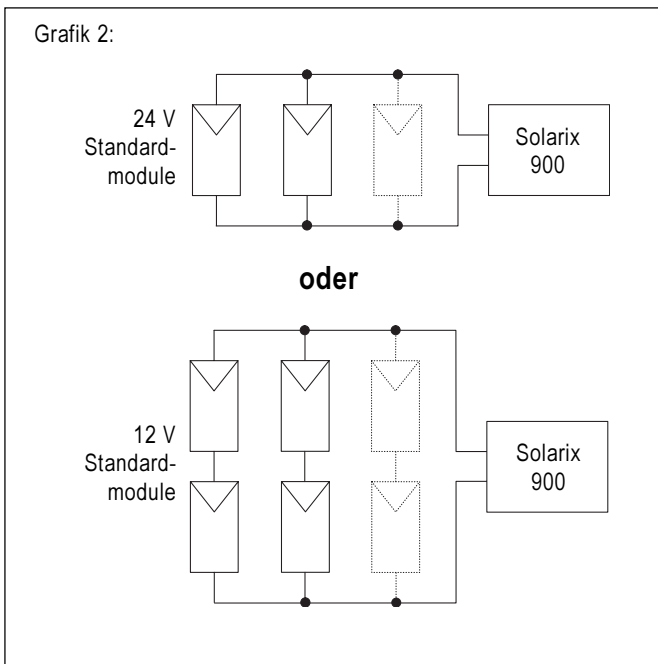 Grafik 2:
24 V
Standard-
module
Solarix
900
oder
12 V
Standard-
module
Solarix
900